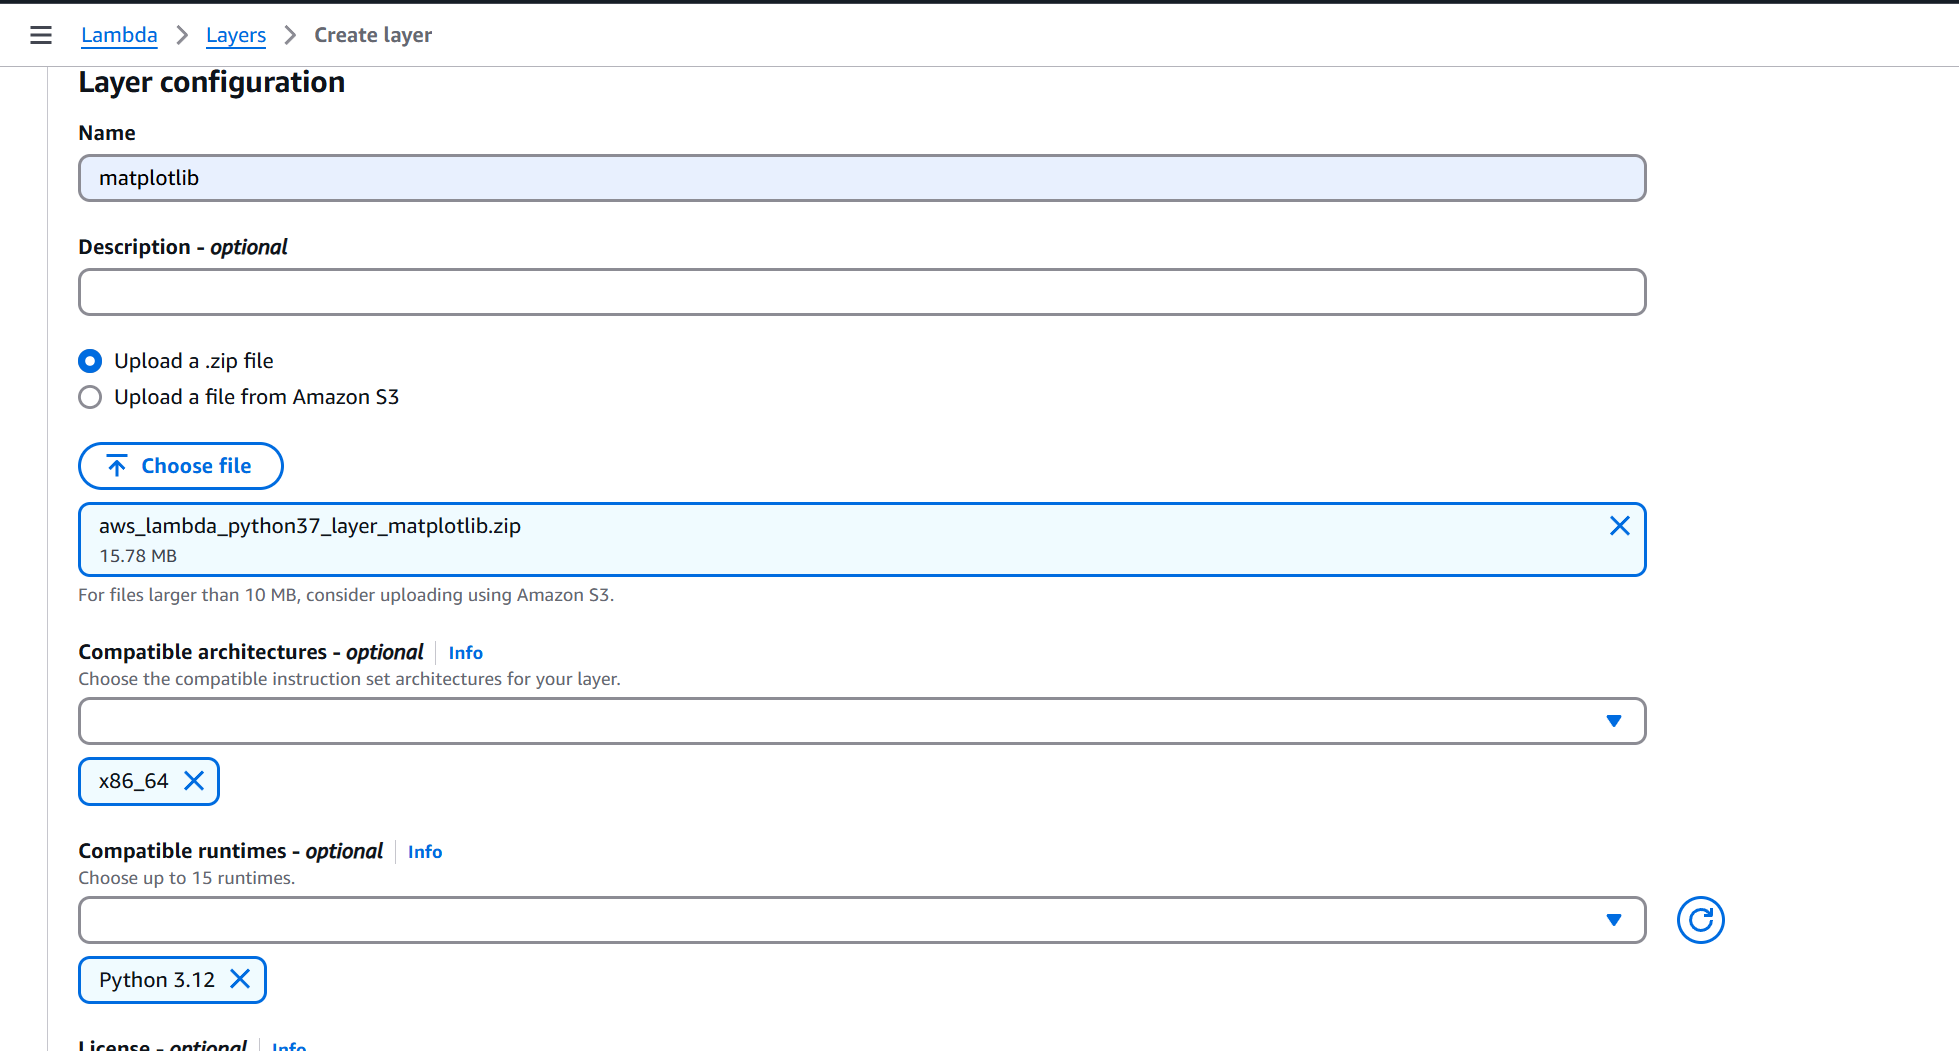 Lambda > Layers > Create layer
Layer configuration
Name
matplotlib
Description - optional
Upload a .zip file
Upload a file from Amazon S3
Choose file
aws_lambda_python37_layer_matplotlib.zip
15.78 MB
For files larger than 10 MB, consider uploading using Amazon S3.
Compatible architectures - optional Info
Choose the compatible instruction set architectures for your layer.
x86_64
Compatible runtimes - optional Info
Choose up to 15 runtimes.
Python 3.12
License - optional Info